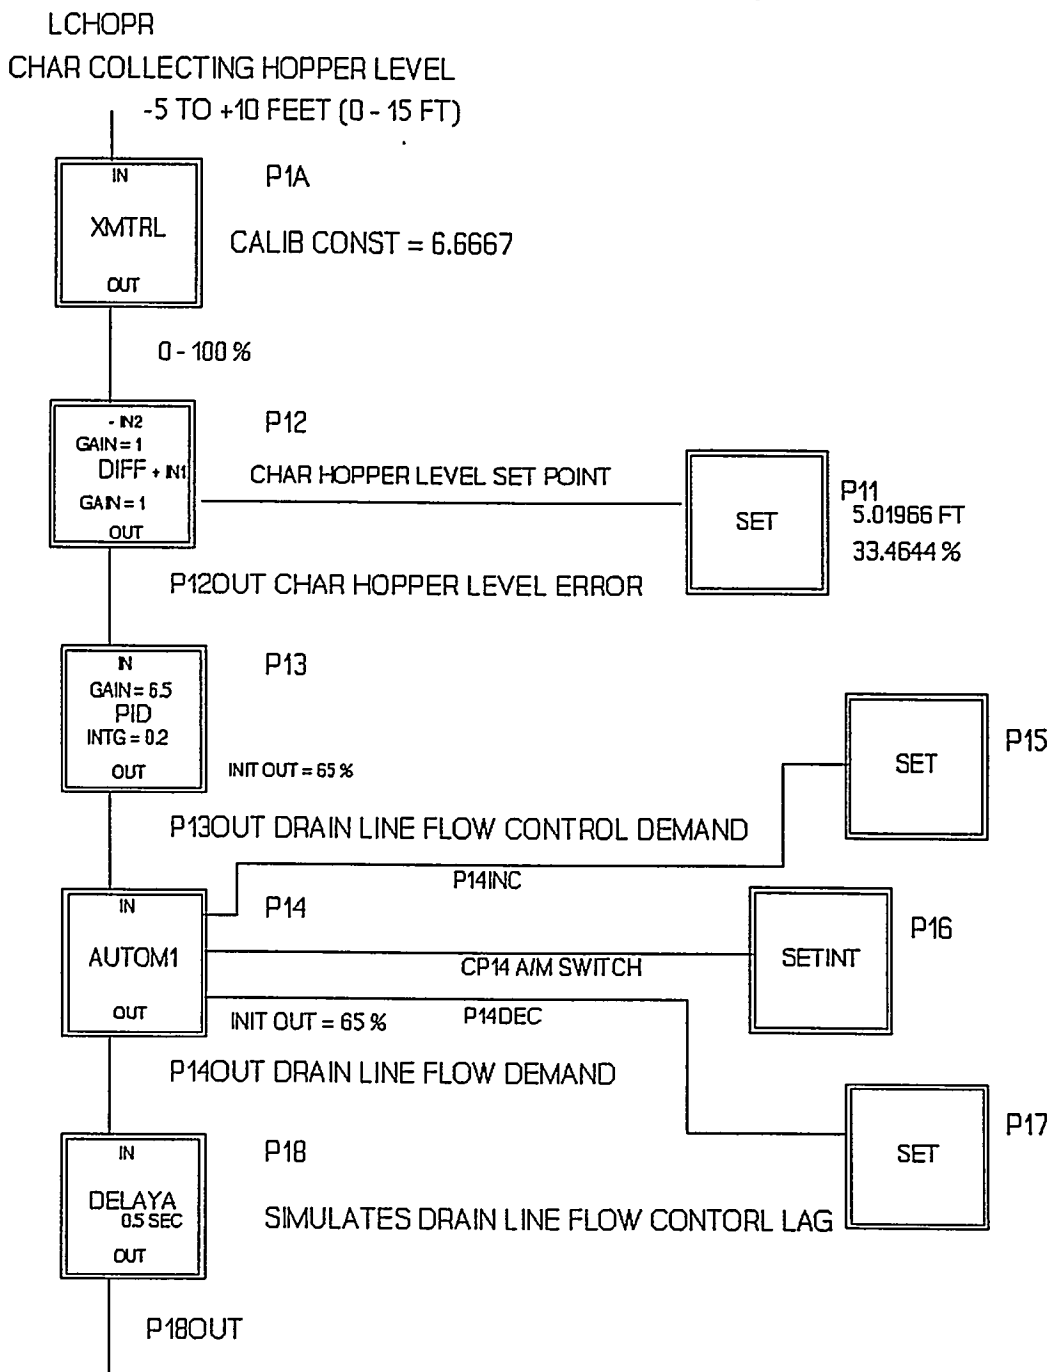 LCHOPR
CHAR COLLECTING HOPPER LEVEL
-5 TO +10 FEET (0 - 15 FT)
IN
XMTRL
OUT
P1A
CALIB CONST = 6.6667
0 - 100 %
- IN2
GAIN = 1
DIFF + IN1
GAIN = 1
OUT
P12
CHAR HOPPER LEVEL SET POINT
SET
P11
5.01966 FT
33.4644 %
P12OUT CHAR HOPPER LEVEL ERROR
IN
GAIN = 6.5
PID
INTG = 0.2
OUT
P13
INIT OUT = 65 %
SET
P15
P13OUT DRAIN LINE FLOW CONTROL DEMAND
P14INC
IN
AUTOM1
OUT
P14
SETINT
P16
CP14 A/M SWITCH
P14DEC
INIT OUT = 65 %
P14OUT DRAIN LINE FLOW DEMAND
SET
P17
IN
DELAYA
0.5 SEC
OUT
P18
SIMULATES DRAIN LINE FLOW CONTORL LAG
P18OUT